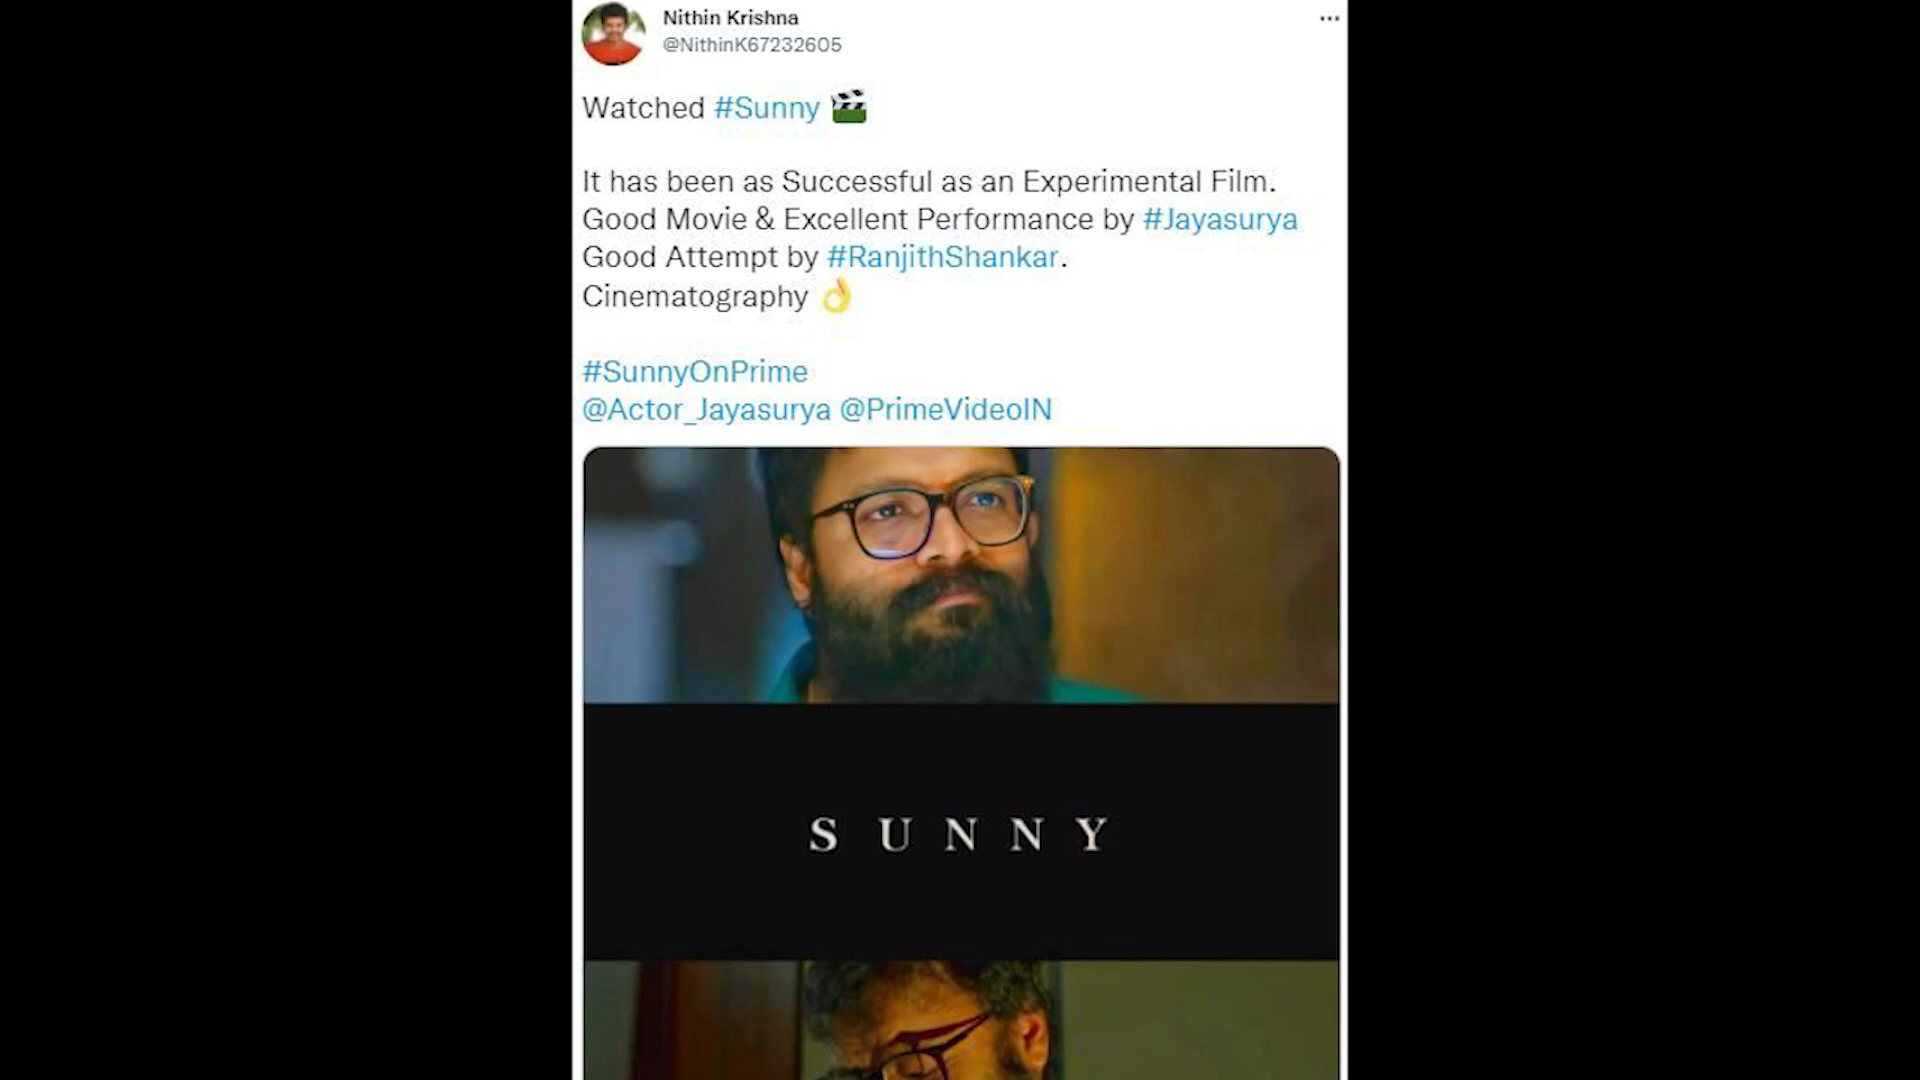 Nithin Krishna
@NithinK67232605
Watched #Sunny 🎬
It has been as Successful as an Experimental Film.
Good Movie & Excellent Performance by #Jayasurya
Good Attempt by #RanjithShankar.
Cinematography 👌
#SunnyOnPrime
@Actor_Jayasurya @PrimeVideoIN
SUNNY